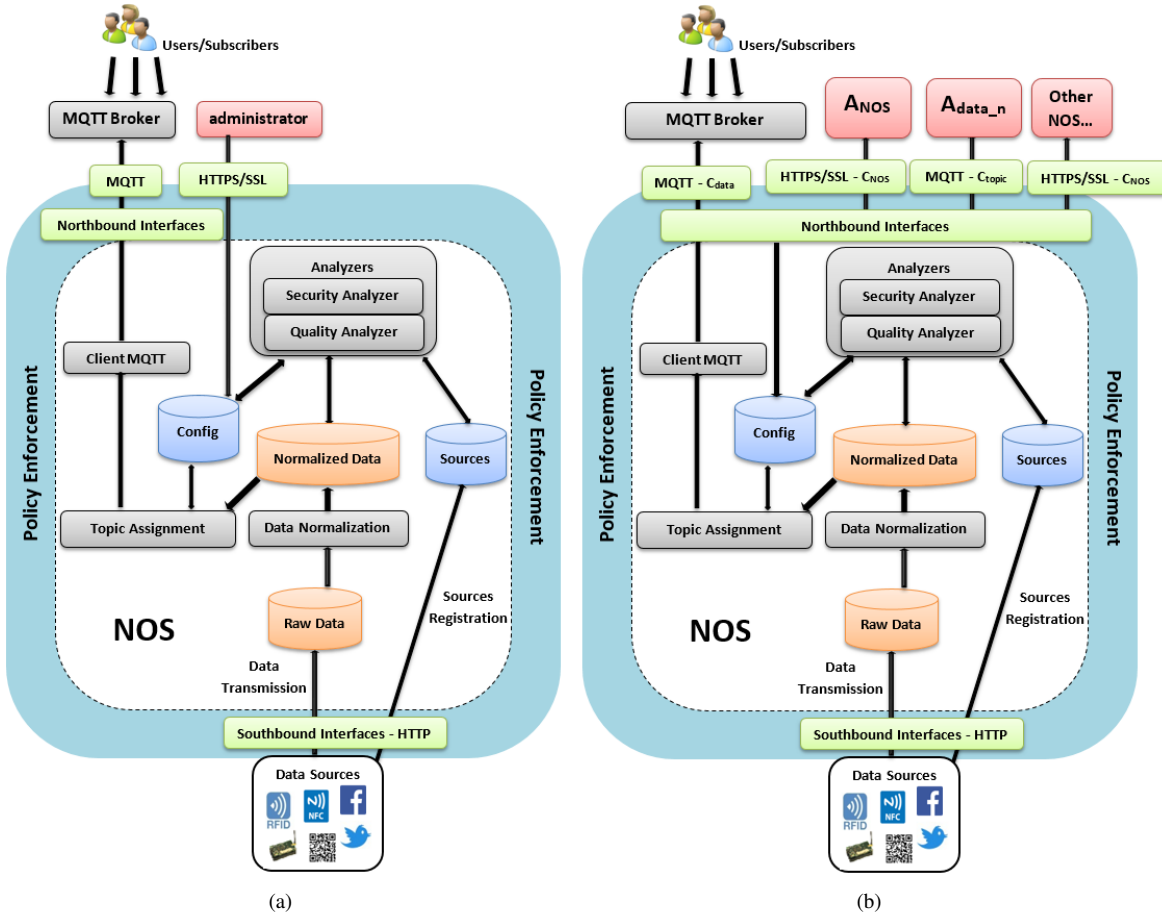 Users/Subscribers
MQTT Broker
administrator
MQTT
HTTPS/SSL
Northbound Interfaces
Analyzers
Security Analyzer
Quality Analyzer
Client MQTT
Policy Enforcement
Policy Enforcement
Config
Normalized Data
Sources
Topic Assignment
Data Normalization
Sources
Registration
NOS
Raw Data
Data
Transmission
Southbound Interfaces - HTTP
Data Sources
RFID
NFC
(a)
Users/Subscribers
MQTT Broker
ANOS
Adata_n
Other
NOS...
MQTT - Cdata
HTTPS/SSL - CNOS
MQTT - Ctopic
HTTPS/SSL - CNOS
Northbound Interfaces
Analyzers
Security Analyzer
Quality Analyzer
Client MQTT
Policy Enforcement
Policy Enforcement
Config
Normalized Data
Sources
Topic Assignment
Data Normalization
Sources
Registration
NOS
Raw Data
Data
Transmission
Southbound Interfaces - HTTP
Data Sources
RFID
NFC
(b)